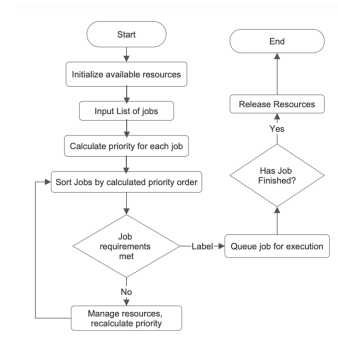 Start
Initialize available resources
Input List of jobs
Calculate priority for each job
Sort Jobs by calculated priority order
Job
requirements
met
No
Manage resources,
recalculate priority
Label
Queue job for execution
Has Job
Finished?
Yes
Release Resources
End